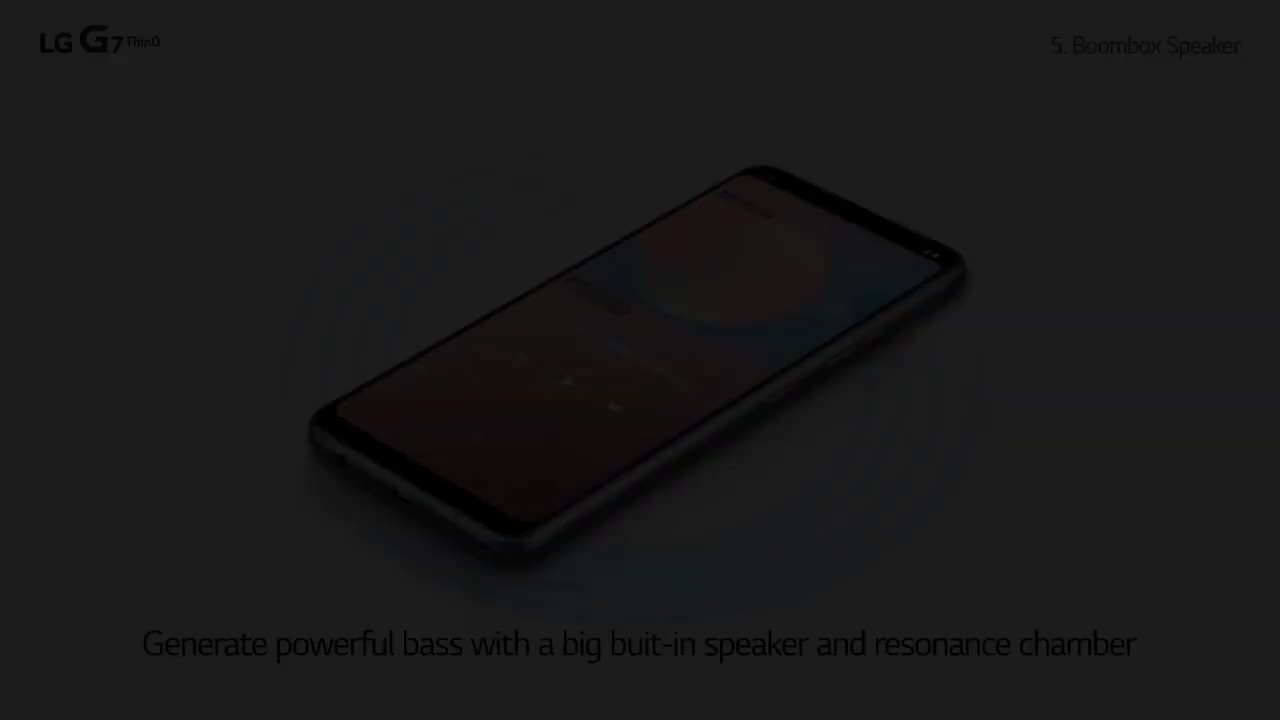 LG G7 ThinQ
5. Boombox Speaker
Generate powerful bass with a big buit-in speaker and resonance chamber